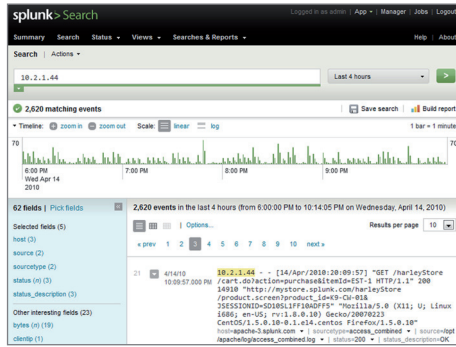 splunk> Search
Logged in as admin | App | Manager | Jobs | Logout
Summary Search Status Views Searches & Reports Help | About
Search | Actions
10.2.1.44 Last 4 hours >
2,620 matching events Save search | Build report
Timeline: zoom in zoom out Scale: linear log 1 bar = 1 minute
70 70
6:00 PM 7:00 PM 8:00 PM 9:00 PM
Wed Apr 14
2010
62 fields | Pick fields
Selected fields (5)
host (3)
source (2)
sourcetype (2)
status (n) (3)
status_description (3)
Other interesting fields (23)
bytes (n) (19)
clientip (1)
2,620 events in the last 4 hours (from 6:00:00 PM to 10:14:05 PM on Wednesday, April 14, 2010)
Options... Results per page 10
« prev 1 2 3 4 5 6 7 8 9 10 next »
21 4/14/10
10:09:57.000 PM
10.2.1.44 - - [14/Apr/2010:20:09:57] "GET /harleyStore
/cart.do?action=purchase&itemId=EST-1 HTTP/1.1" 200
14910 "http://mystore.splunk.com/harleyStore
/product.screen?product_id=K9-CW-01&
JSESSIONID=SD10SL1FF10ADFF5" "Mozilla/5.0 (X11; U; Linux
i686; en-US; rv:1.8.0.10) Gecko/20070223
CentOS/1.5.0.10-0.1.el4.centos Firefox/1.5.0.10"
host=apache-3.splunk.com | sourcetype=access_combined | source=/opt
/apache/log/access_combined.log | status=200 | status_description=OK